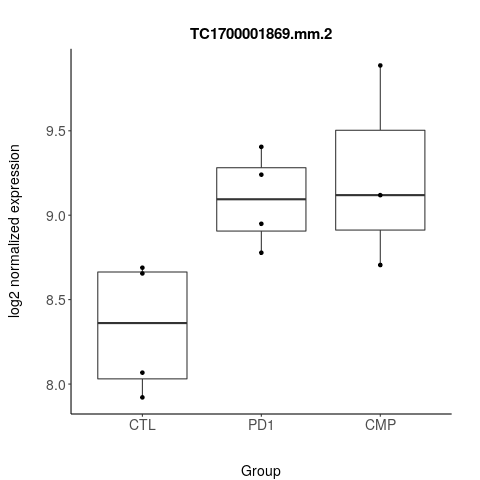 TC1700001869.mm.2
log2 normalized expression
9.5
9.0
8.5
8.0
CTL PD1 CMP
Group